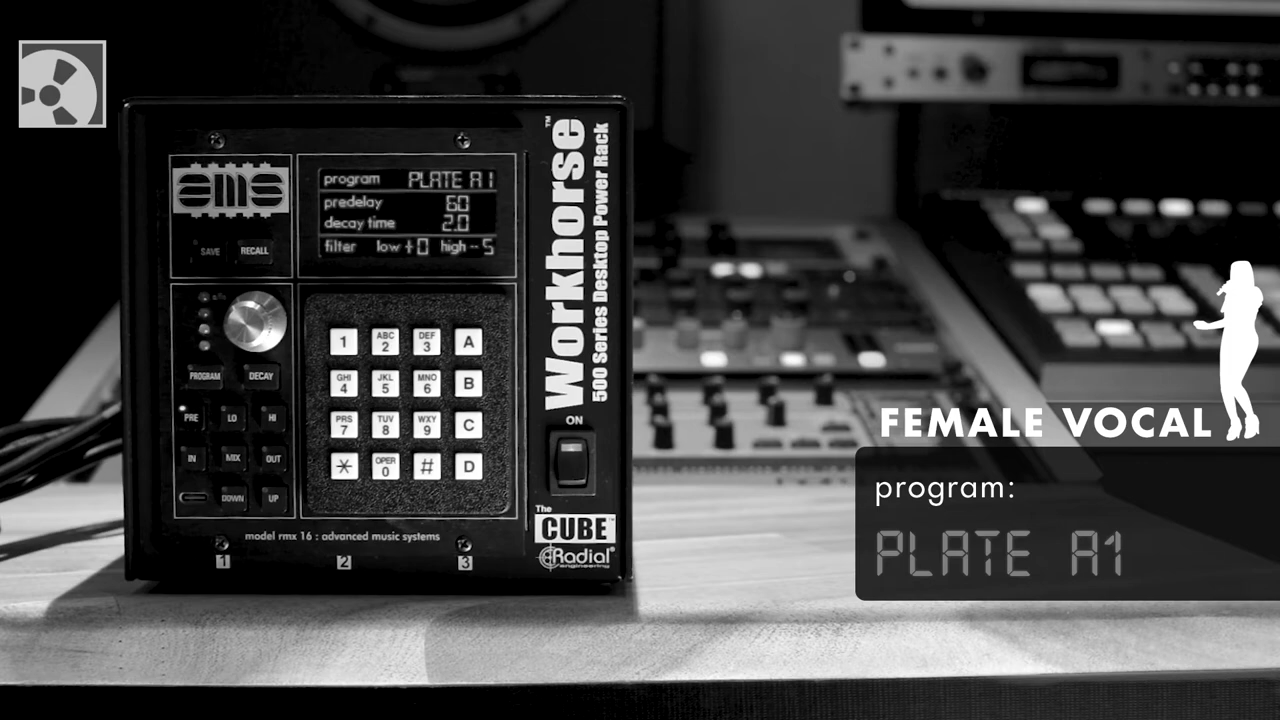 ams
program PLATE A1
predelay 60
decay time 2.0
filter low +0 high -- 5
SAVE RECALL
PROGRAM DECAY
PRE LO HI
IN MIX OUT
DOWN UP
1 ABC 2 DEF 3 A
GHI 4 JKL 5 MNO 6 B
PRS 7 TUV 8 WXY 9 C
* OPER 0 # D
model rmx 16 : advanced music systems
1 2 3
Workhorse™
500 Series Desktop Power Rack
ON
The
CUBE™
Radial®
engineering
FEMALE VOCAL
program:
PLATE A1